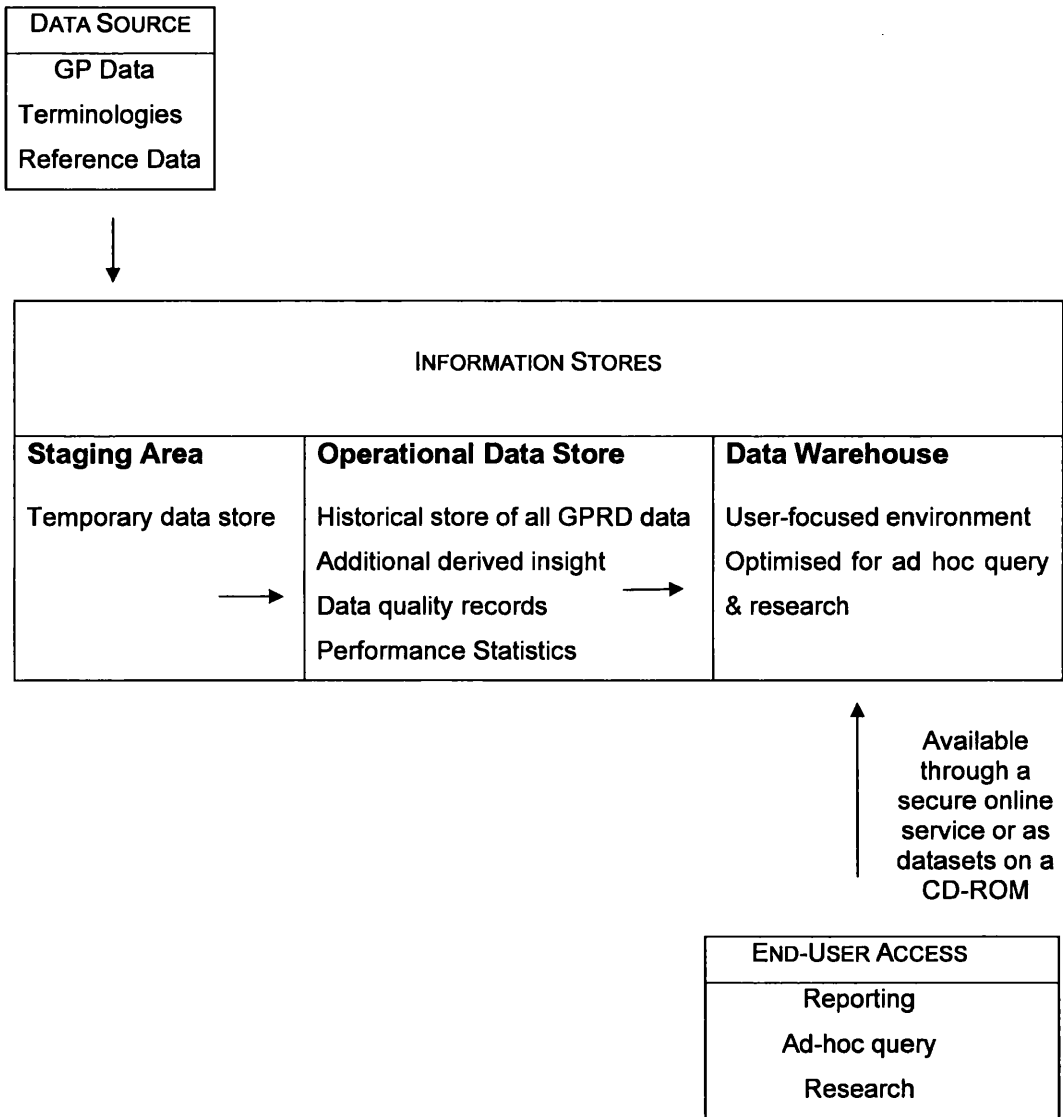 DATA SOURCE
GP Data
Terminologies
Reference Data
INFORMATION STORES
Staging Area
Temporary data store
Operational Data Store
Historical store of all GPRD data
Additional derived insight
Data quality records
Performance Statistics
Data Warehouse
User-focused environment
Optimised for ad hoc query
& research
Available
through a
secure online
service or as
datasets on a
CD-ROM
END-USER ACCESS
Reporting
Ad-hoc query
Research